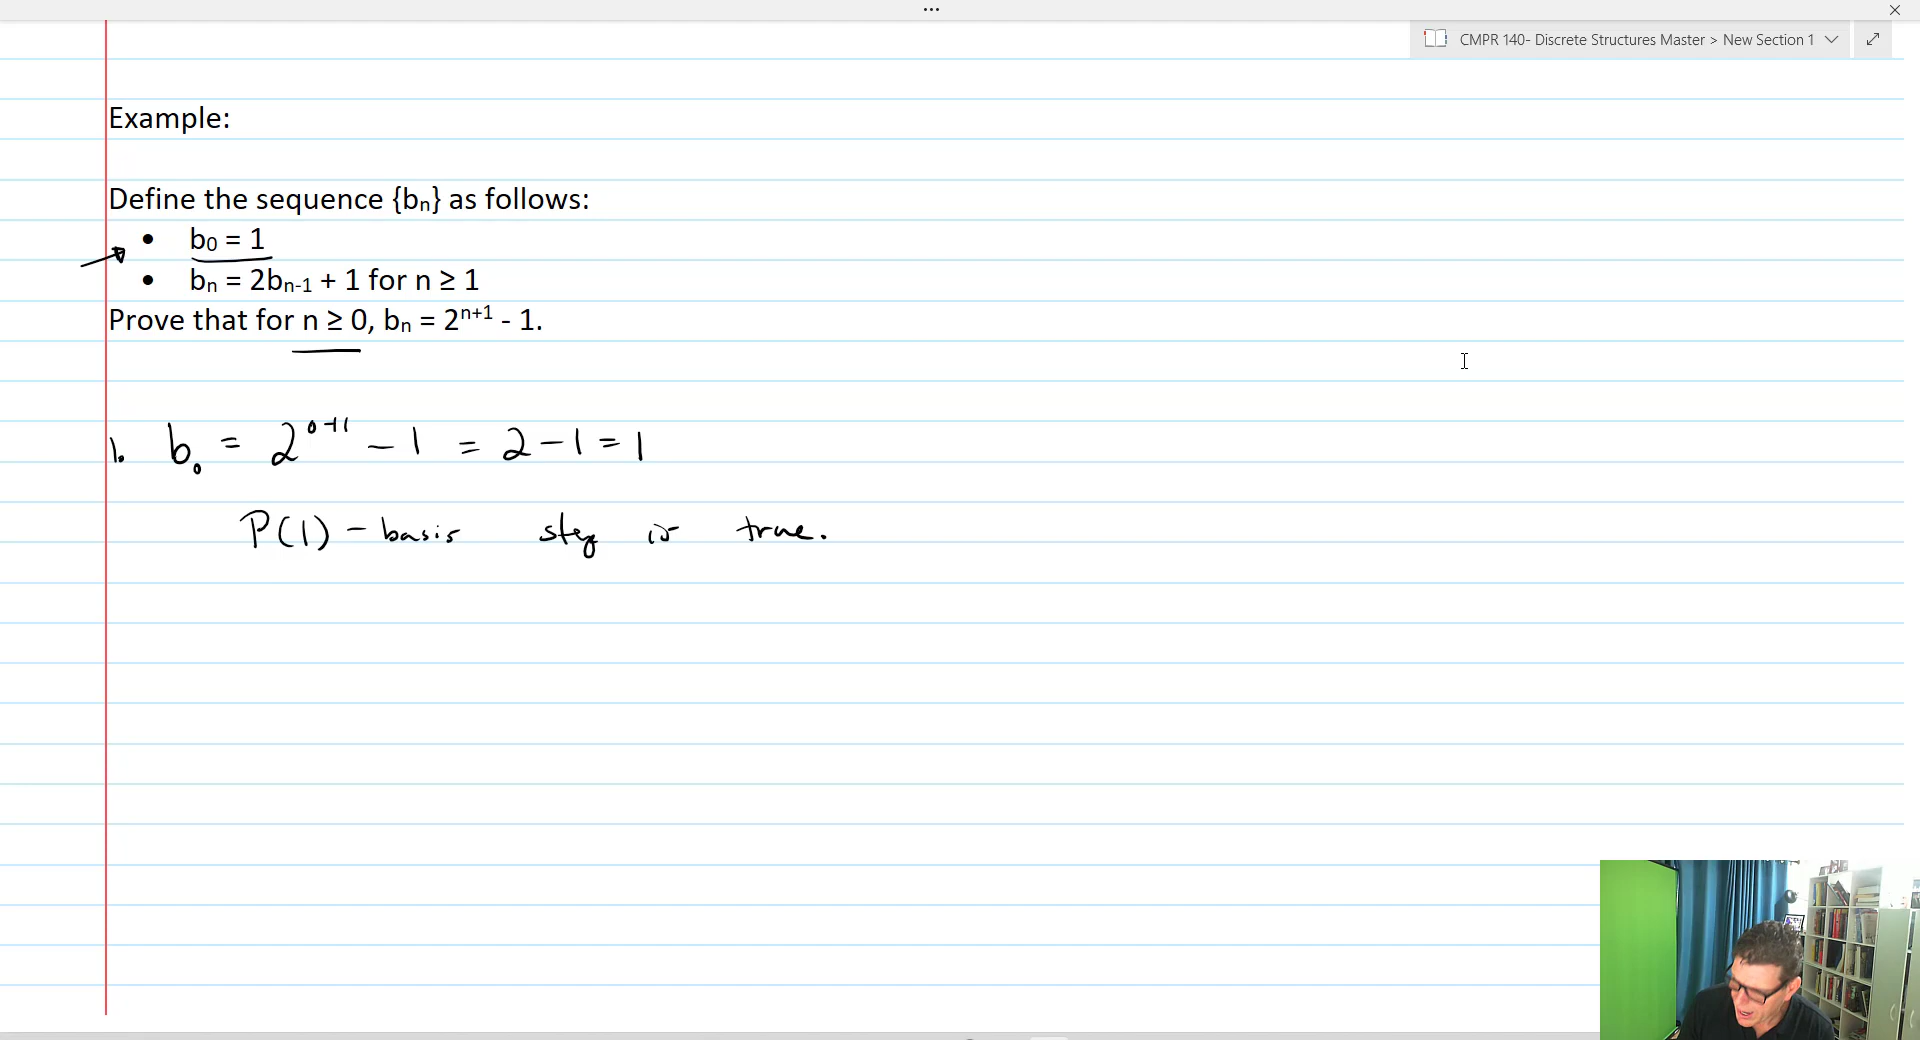 CMPR 140- Discrete Structures Master > New Section 1
Example:
Define the sequence {bₙ} as follows:
• b₀ = 1
• bₙ = 2bₙ₋₁ + 1 for n ≥ 1
Prove that for n ≥ 0, bₙ = 2ⁿ⁺¹ - 1.
1. b₀ = 2⁰⁺¹ - 1 = 2 - 1 = 1
P(1) - basis step is true.